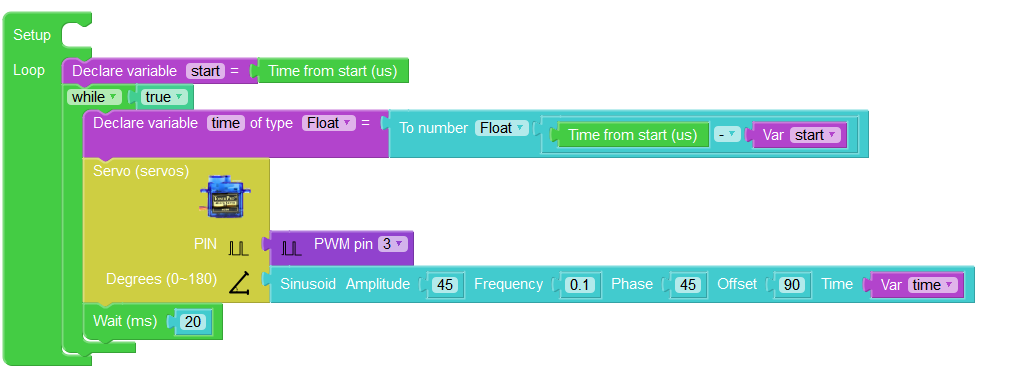 Setup
Loop Declare variable start = Time from start (us)
while true
Declare variable time of type Float = To number Float Time from start (us) - Var start
Servo (servos)
PIN PWM pin 3
Degrees (0~180) Sinusoid Amplitude 45 Frequency 0.1 Phase 45 Offset 90 Time Var time
Wait (ms) 20